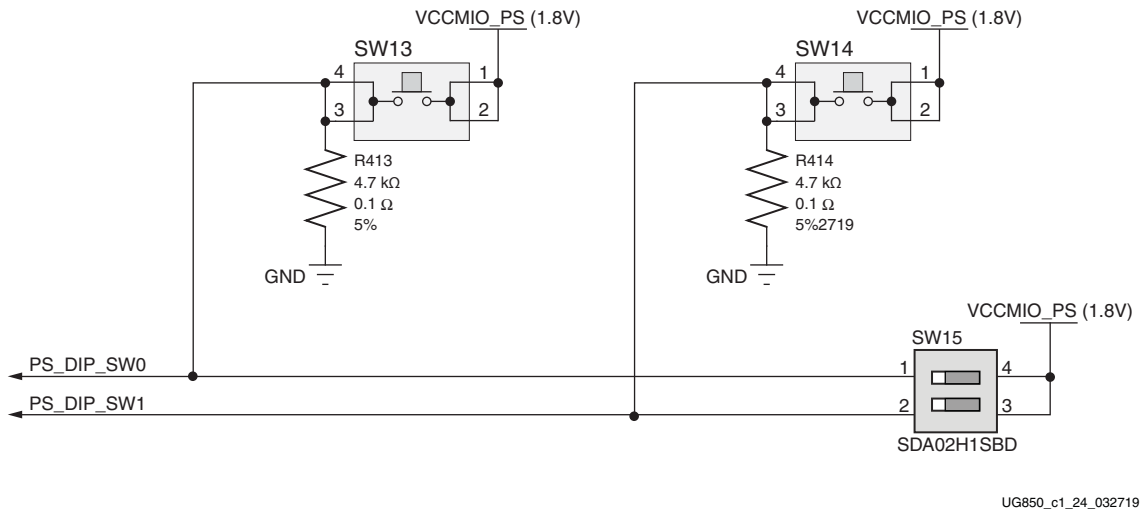 VCCMIO_PS (1.8V)
VCCMIO_PS (1.8V)
SW13
SW14
4
1
3
2
4
1
3
2
R413
4.7 kΩ
0.1 Ω
5%
R414
4.7 kΩ
0.1 Ω
5%2719
GND
GND
VCCMIO_PS (1.8V)
SW15
PS_DIP_SW0
1
4
PS_DIP_SW1
2
3
SDA02H1SBD
UG850_c1_24_032719